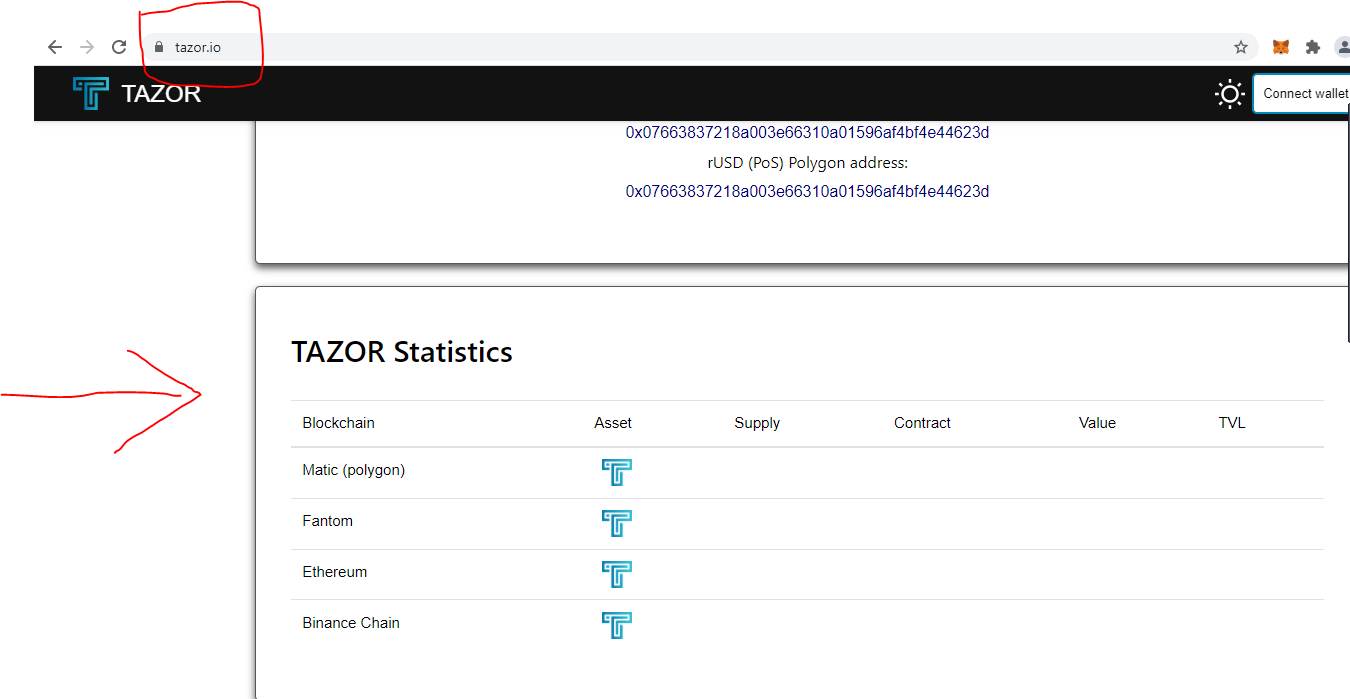 tazor.io
TAZOR
Connect wallet
0x07663837218a003e66310a01596af4bf4e44623d
rUSD (PoS) Polygon address:
0x07663837218a003e66310a01596af4bf4e44623d
TAZOR Statistics
Blockchain Asset Supply Contract Value TVL
Matic (polygon)
Fantom
Ethereum
Binance Chain